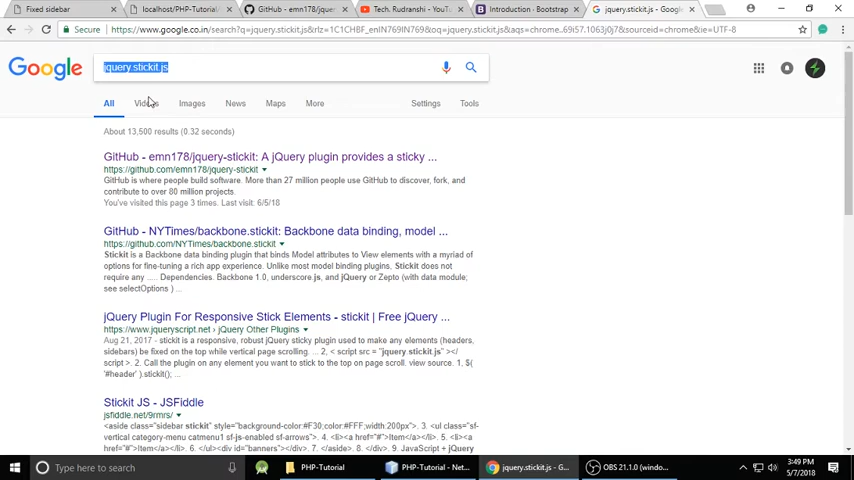 Fixed sidebar
localhost/PHP-Tutorial/
GitHub - emn178/jquery
Tech. Rudranshi - YouT
Introduction · Bootstrap
jquery.stickit.js - Google
Secure https://www.google.co.in/search?q=jquery.stickit.js&rlz=1C1CHBF_enIN769IN769&oq=jquery.stickit.js&aqs=chrome..69i57.1063j0j7&sourceid=chrome&ie=UTF-8
Google
jquery.stickit.js
All Videos Images News Maps More Settings Tools
About 13,500 results (0.32 seconds)
GitHub - emn178/jquery-stickit: A jQuery plugin provides a sticky ...
https://github.com/emn178/jquery-stickit
GitHub is where people build software. More than 27 million people use GitHub to discover, fork, and
contribute to over 80 million projects.
You've visited this page 3 times. Last visit: 6/5/18
GitHub - NYTimes/backbone.stickit: Backbone data binding, model ...
https://github.com/NYTimes/backbone.stickit
Stickit is a Backbone data binding plugin that binds Model attributes to View elements with a myriad of
options for fine-tuning a rich app experience. Unlike most model binding plugins, Stickit does not
require any ..... Dependencies. Backbone 1.0, underscore js, and jQuery or Zepto (with data module;
see selectOptions ) ...
jQuery Plugin For Responsive Stick Elements - stickit | Free jQuery ...
https://www.jqueryscript.net › jQuery Other Plugins
Aug 21, 2017 - stickit is a responsive, robust jQuery sticky plugin used to make any elements (headers,
sidebars) be fixed on the top while vertical page scrolling. ... 2, < script src = "jquery.stickit.js" ></
script >. 2. Call the plugin on any element you want to stick to the top on page scroll. view source. 1, $(
'#header' ).stickit(); ...
Stickit JS - JSFiddle
jsfiddle.net/9rmrs/
<aside class="sidebar stickit" style="background-color:#F30;color:#FFF;width:200px">. 3. <ul class="sf-
vertical category-menu catmenu1 sf-js-enabled sf-arrows">. 4. <li><a href="#">Item</a></li>. 5. <li><a
href="#">Item</a></li>. 6. </ul><div id="banners"></div>. 7. </aside>. 8. JavaScript + jQuery
Type here to search
PHP-Tutorial
PHP-Tutorial - Net...
jquery.stickit.js - G...
OBS 21.1.0 (windo...
3:49 PM
5/7/2018